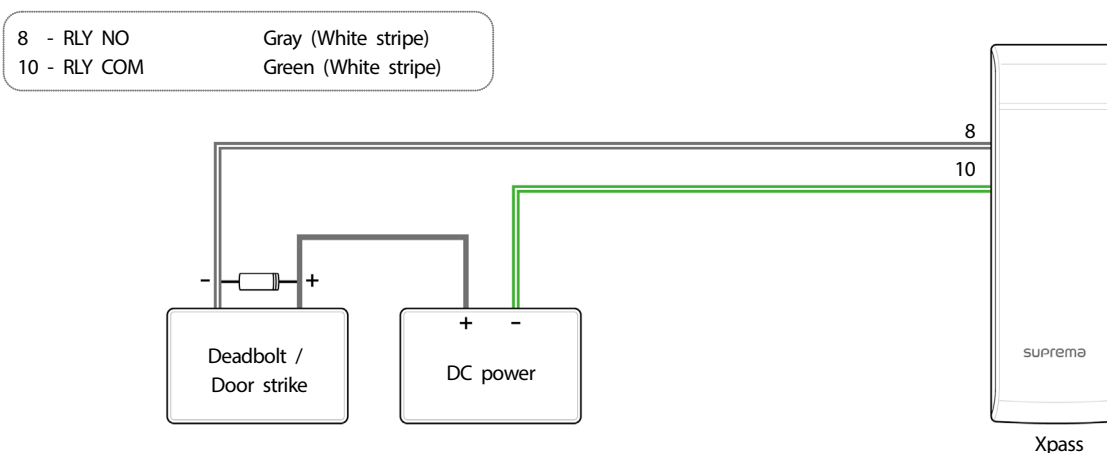 8 - RLY NO Gray (White stripe)
10 - RLY COM Green (White stripe)
8
10
- +
+ -
Deadbolt /
Door strike
DC power
suprema
Xpass